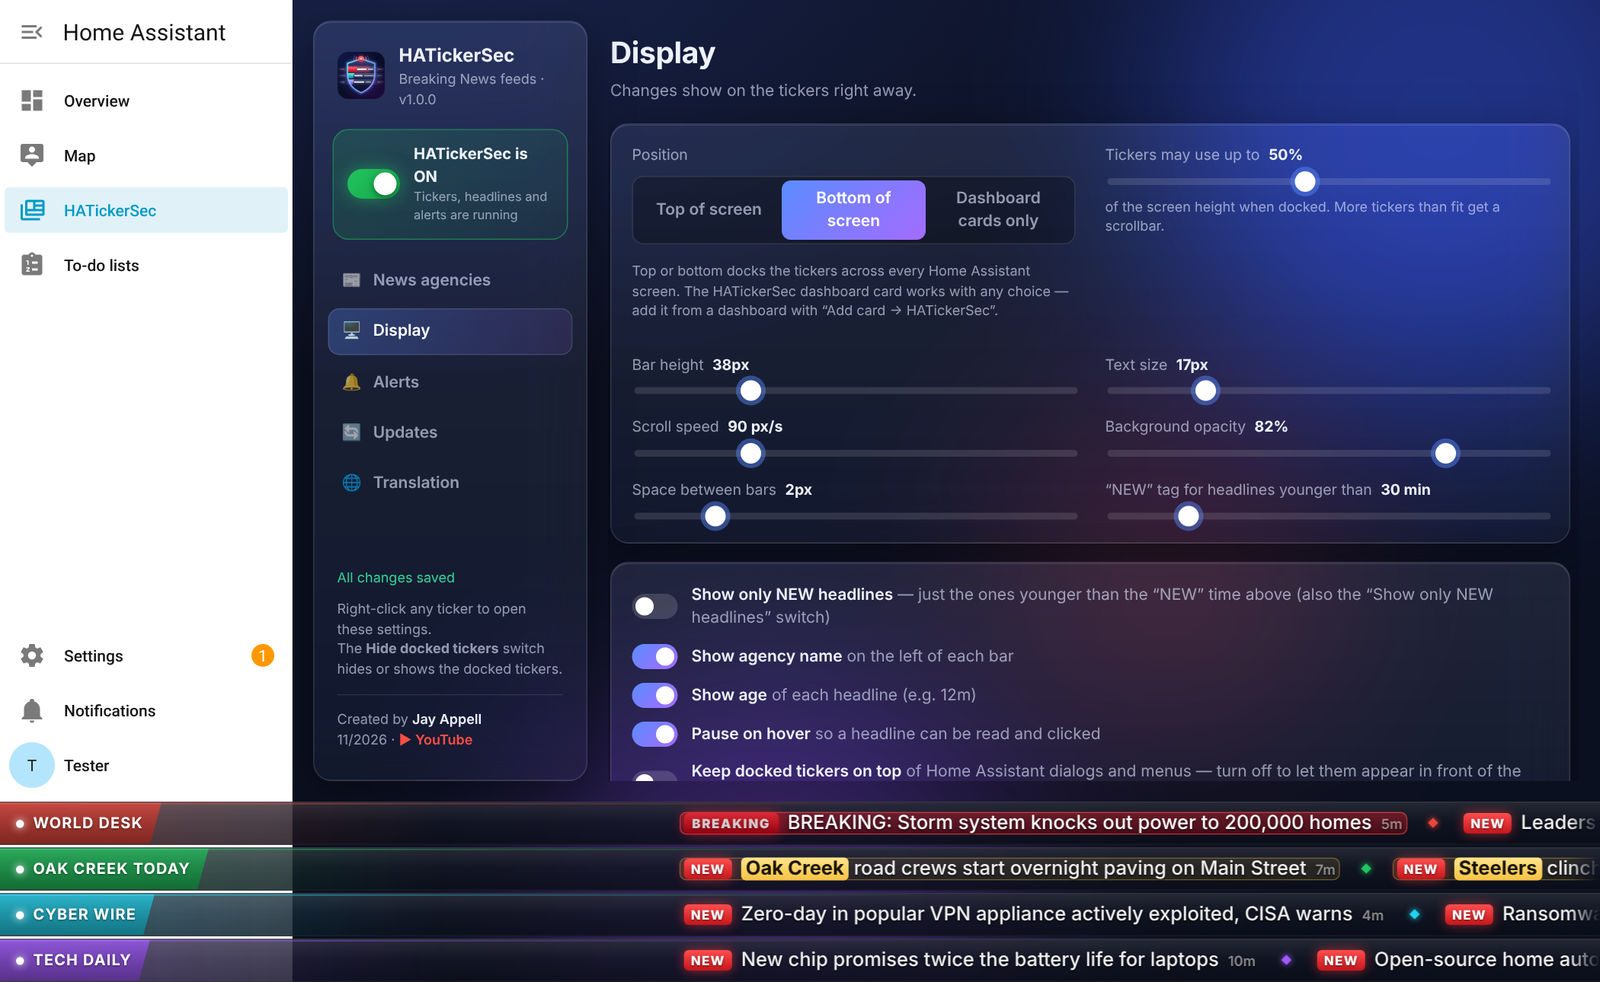 Home Assistant
Overview
Map
HATickerSec
To-do lists
Settings
1
Notifications
T
Tester
HATickerSec
Breaking News feeds ·
v1.0.0
HATickerSec is
ON
Tickers, headlines and
alerts are running
News agencies
Display
Alerts
Updates
Translation
All changes saved
Right-click any ticker to open
these settings.
The Hide docked tickers switch
hides or shows the docked tickers.
Created by Jay Appell
11/2026 · ▶ YouTube
Display
Changes show on the tickers right away.
Position
Top of screen
Bottom of
screen
Dashboard
cards only
Top or bottom docks the tickers across every Home Assistant
screen. The HATickerSec dashboard card works with any choice —
add it from a dashboard with “Add card → HATickerSec”.
Tickers may use up to 50%
of the screen height when docked. More tickers than fit get a
scrollbar.
Bar height 38px
Text size 17px
Scroll speed 90 px/s
Background opacity 82%
Space between bars 2px
“NEW” tag for headlines younger than 30 min
Show only NEW headlines — just the ones younger than the “NEW” time above (also the “Show only NEW
headlines” switch)
Show agency name on the left of each bar
Show age of each headline (e.g. 12m)
Pause on hover so a headline can be read and clicked
Keep docked tickers on top of Home Assistant dialogs and menus — turn off to let them appear in front of the
WORLD DESK BREAKING BREAKING: Storm system knocks out power to 200,000 homes 5m ◆ NEW Leaders
OAK CREEK TODAY NEW Oak Creek road crews start overnight paving on Main Street 7m ◆ NEW Steelers clinch
CYBER WIRE NEW Zero-day in popular VPN appliance actively exploited, CISA warns 4m ◆ NEW Ransomwa
TECH DAILY NEW New chip promises twice the battery life for laptops 10m ◆ NEW Open-source home auto